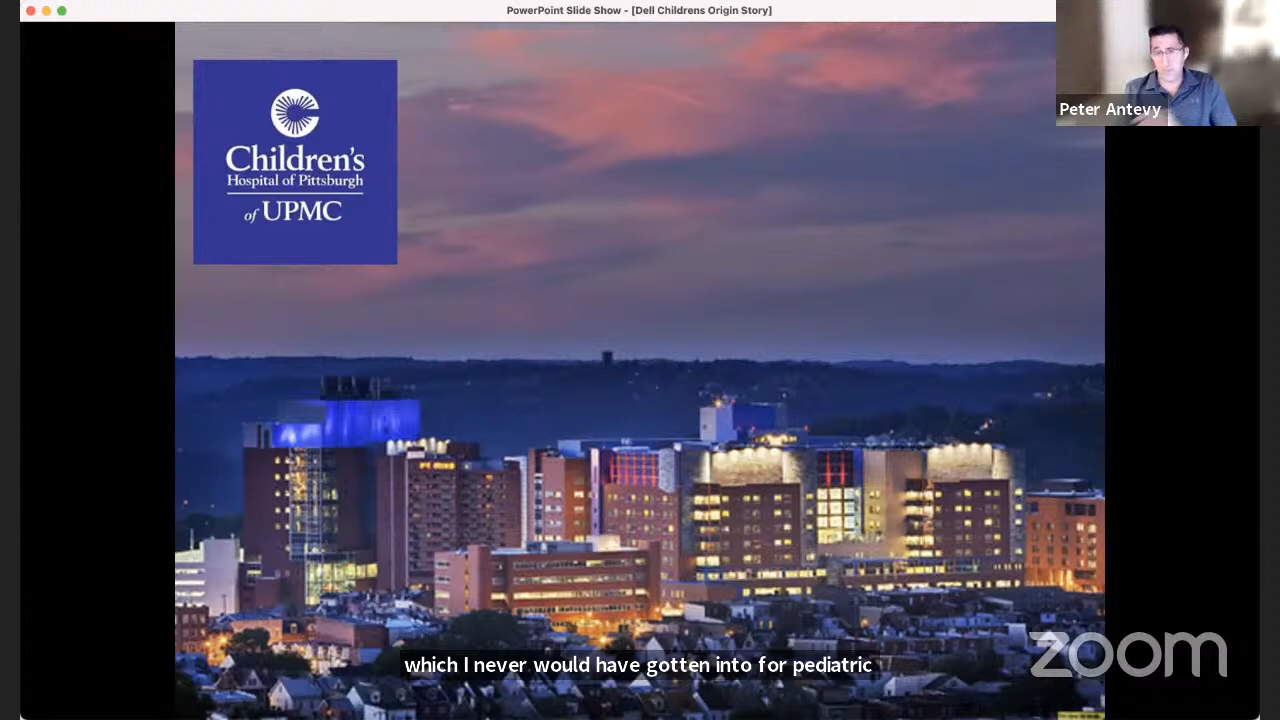 PowerPoint Slide Show - [Dell Childrens Origin Story]
Peter Antevy
Children's
Hospital of Pittsburgh
of UPMC
which I never would have gotten into for pediatric
zoom